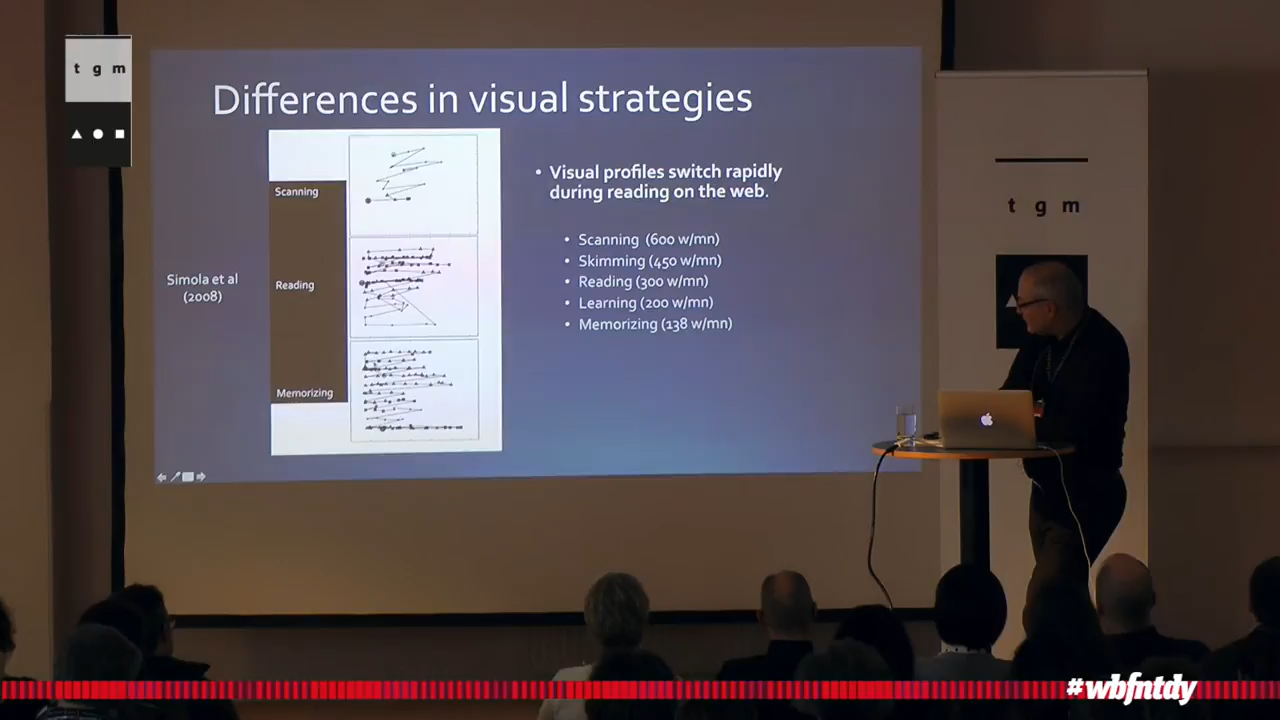 t g m
Differences in visual strategies
Scanning
Reading
Memorizing
Simola et al
(2008)
• Visual profiles switch rapidly
during reading on the web.
• Scanning (600 w/mn)
• Skimming (450 w/mn)
• Reading (300 w/mn)
• Learning (200 w/mn)
• Memorizing (138 w/mn)
t g m
#wbfntdy